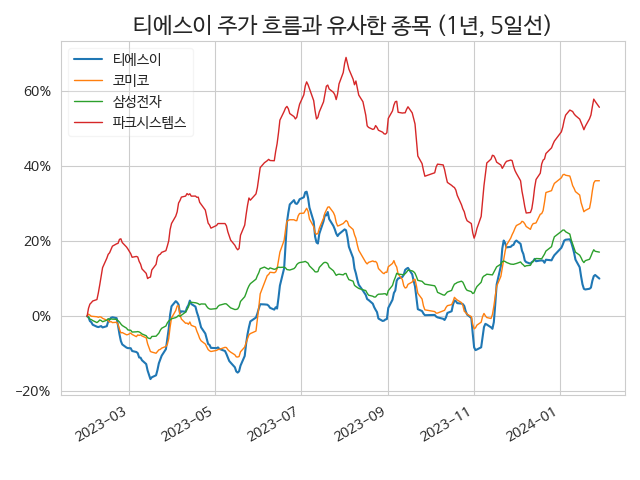 티에스이 주가 흐름과 유사한 종목 (1년, 5일선)
티에스이
코미코
삼성전자
파크시스템스
60%
40%
20%
0%
−20%
2023−03
2023−05
2023−07
2023−09
2023−11
2024−01